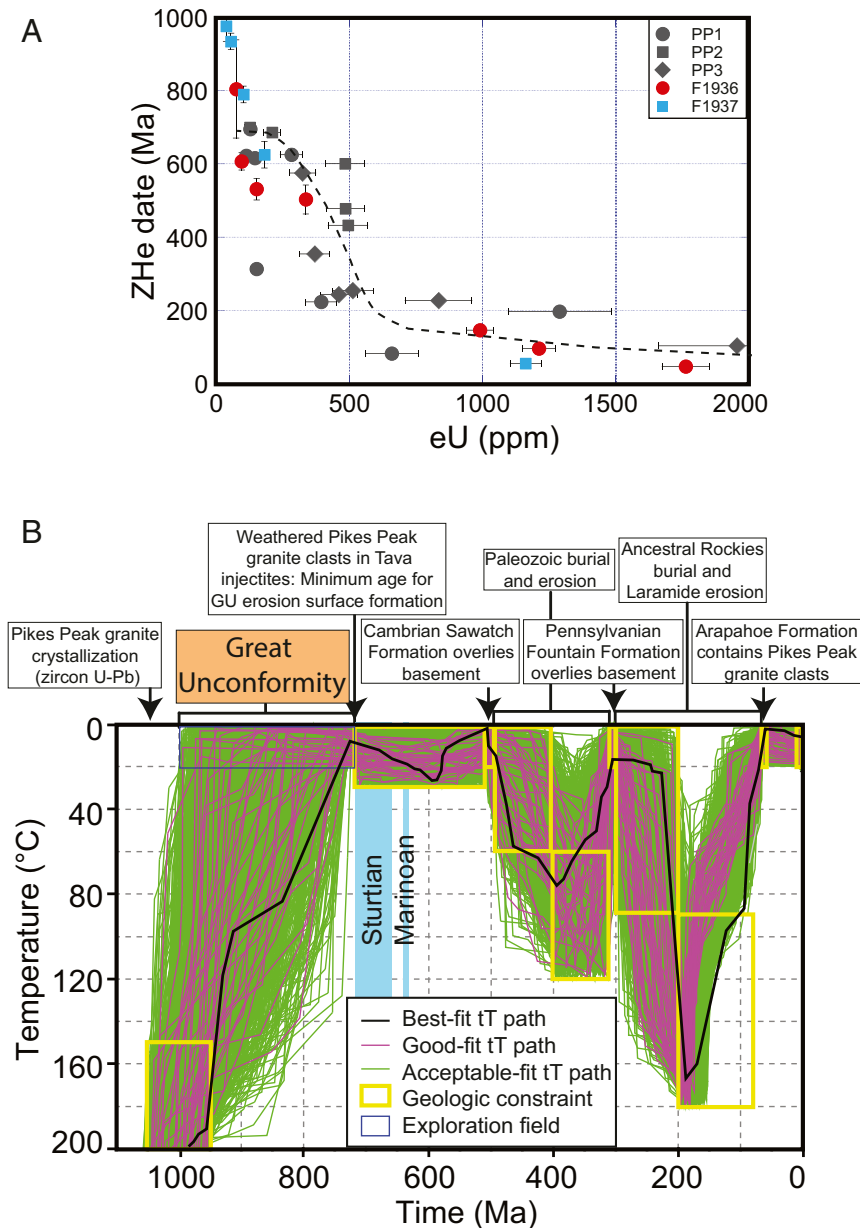 A
1000
800
600
400
200
0
ZHe date (Ma)
PP1
PP2
PP3
F1936
F1937
0
500
1000
1500
2000
eU (ppm)
B
Weathered Pikes Peak
granite clasts in Tava
injectites: Minimum age for
GU erosion surface formation
Paleozoic burial
and erosion
Ancestral Rockies
burial and
Laramide erosion
Pikes Peak granite
crystallization
(zircon U-Pb)
Great
Unconformity
Cambrian Sawatch
Formation overlies
basement
Pennsylvanian
Fountain Formation
overlies basement
Arapahoe Formation
contains Pikes Peak
granite clasts
0
40
80
120
160
200
Temperature (°C)
Sturtian
Marinoan
Best-fit tT path
Good-fit tT path
Acceptable-fit tT path
Geologic constraint
Exploration field
1000
800
600
400
200
0
Time (Ma)